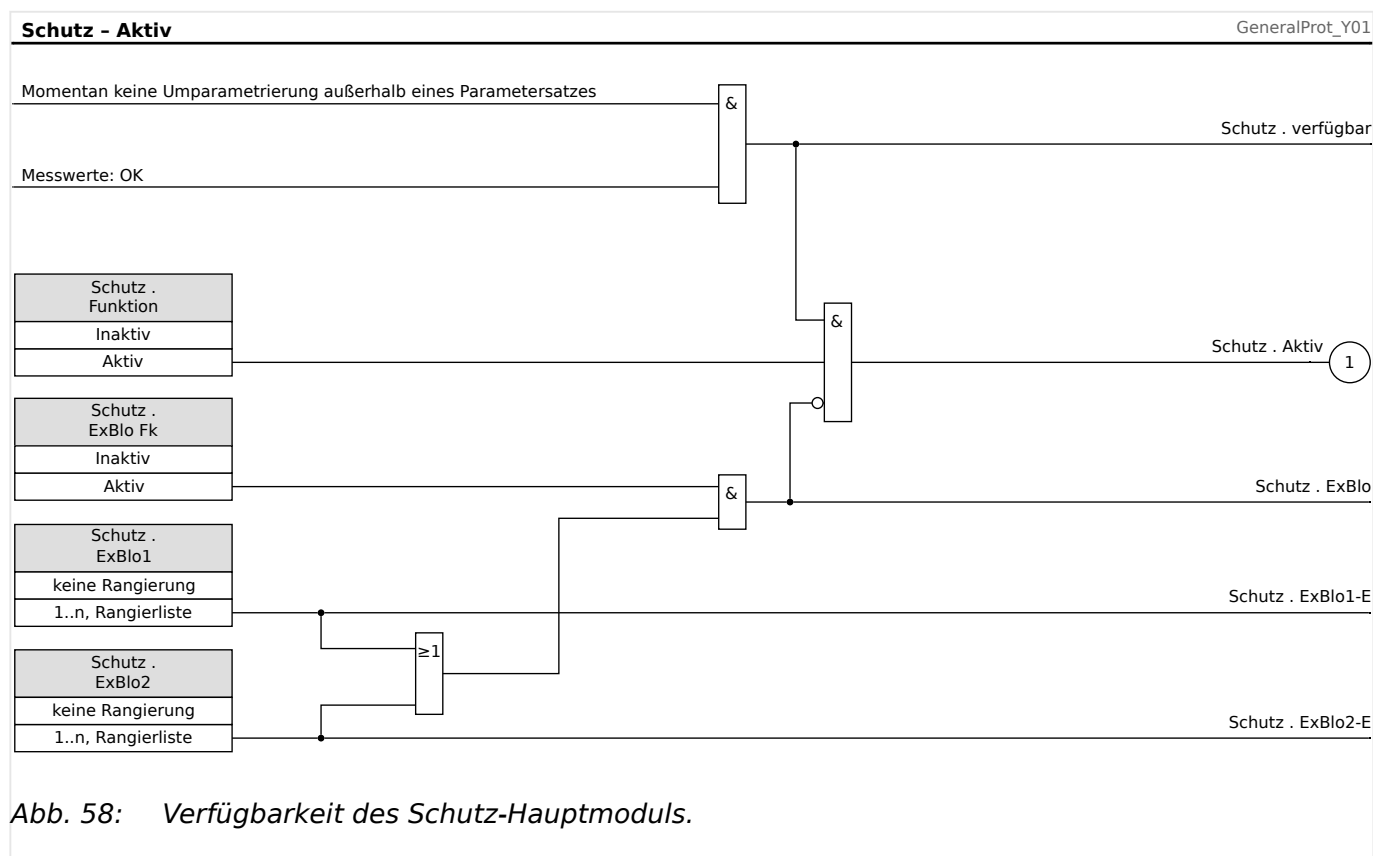 Schutz – Aktiv
GeneralProt_Y01
Momentan keine Umparametrierung außerhalb eines Parametersatzes
&
Schutz . verfügbar
Messwerte: OK
Schutz .
Funktion
Inaktiv
Aktiv
&
Schutz . Aktiv
1
Schutz .
ExBlo Fk
Inaktiv
Aktiv
&
Schutz . ExBlo
Schutz .
ExBlo1
keine Rangierung
1..n, Rangierliste
Schutz . ExBlo1-E
≥1
Schutz .
ExBlo2
keine Rangierung
1..n, Rangierliste
Schutz . ExBlo2-E
Abb. 58: Verfügbarkeit des Schutz-Hauptmoduls.